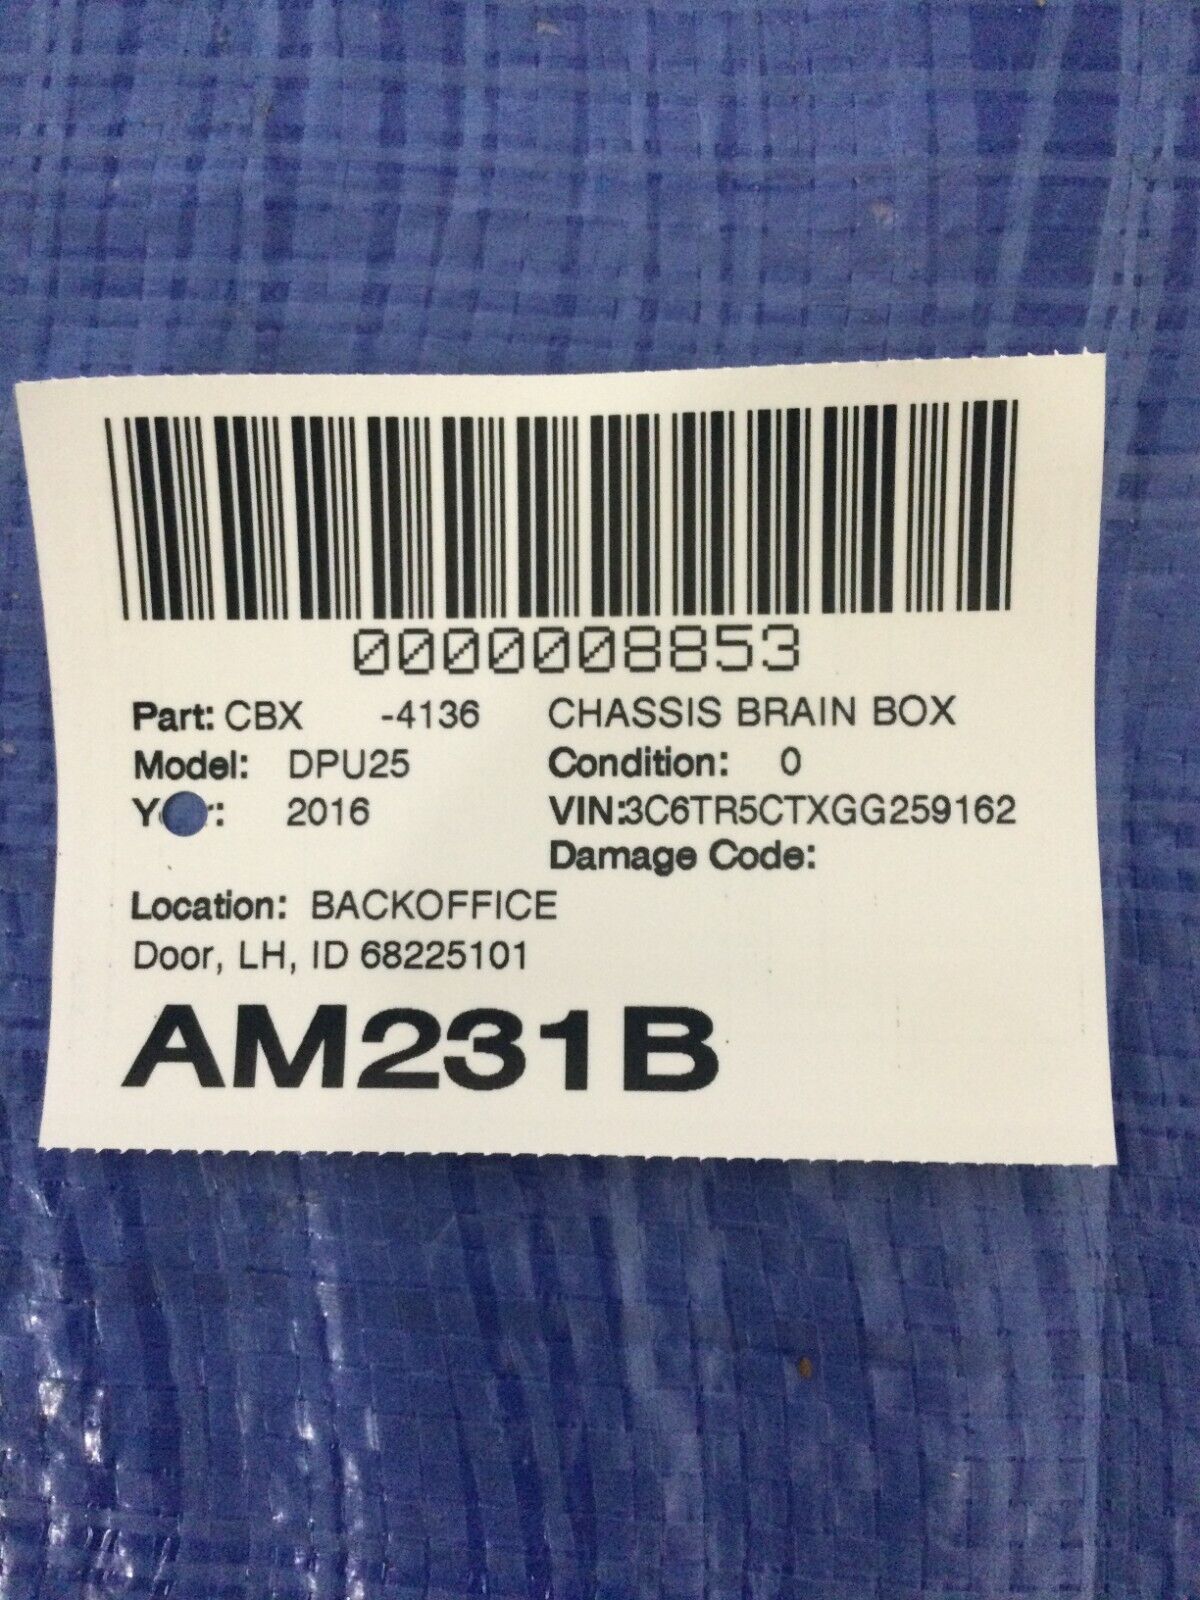 0000008853
Part: CBX -4136 CHASSIS BRAIN BOX
Model: DPU25 Condition: 0
Y r: 2016 VIN:3C6TR5CTXGG259162
Damage Code:
Location: BACKOFFICE
Door, LH, ID 68225101
AM231B